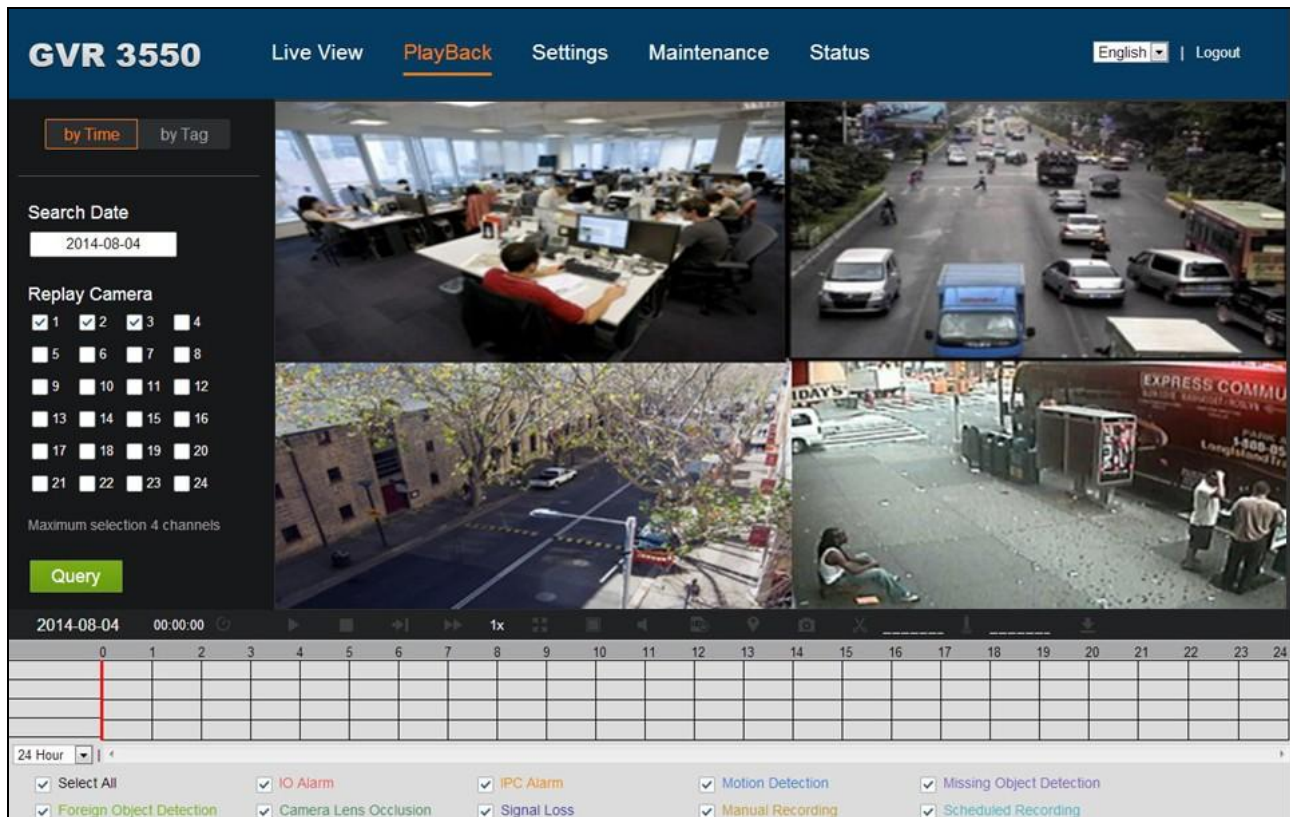 GVR 3550 Live View PlayBack Settings Maintenance Status English | Logout
by Time by Tag
Search Date
2014-08-04
Replay Camera
1 2 3 4
5 6 7 8
9 10 11 12
13 14 15 16
17 18 19 20
21 22 23 24
Maximum selection 4 channels
Query
IDAY'S
EXPRESS COMMU
2014-08-04 00:00:00 1x
0 1 2 3 4 5 6 7 8 9 10 11 12 13 14 15 16 17 18 19 20 21 22 23 24
24 Hour
Select All IO Alarm IPC Alarm Motion Detection Missing Object Detection
Foreign Object Detection Camera Lens Occlusion Signal Loss Manual Recording Scheduled Recording